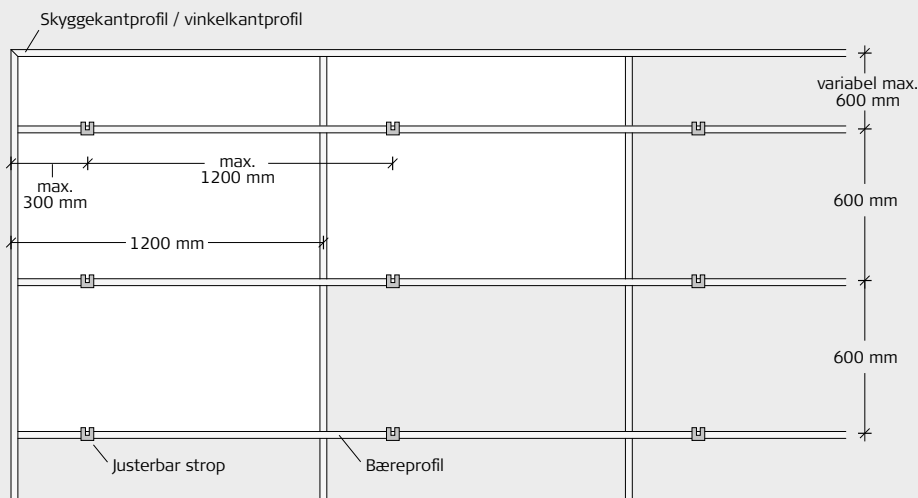 Skyggekantprofil / vinkelkantprofil
variabel max.
600 mm
max.
1200 mm
max.
300 mm
600 mm
1200 mm
600 mm
Justerbar strop
Bæreprofil